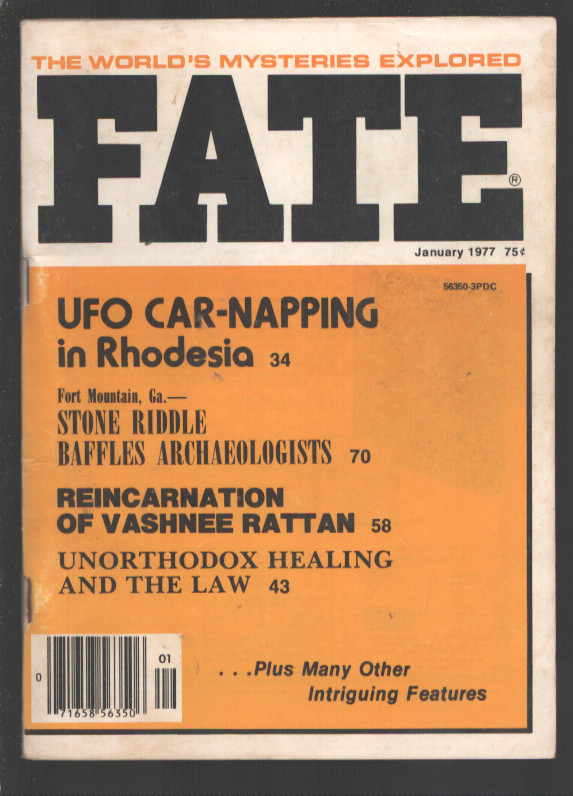 THE WORLD'S MYSTERIES EXPLORED
FATE®
January 1977 75¢
56350-3PDC
UFO CAR-NAPPING
in Rhodesia 34
Fort Mountain, Ga.—
STONE RIDDLE
BAFFLES ARCHAEOLOGISTS 70
REINCARNATION
OF VASHNEE RATTAN 58
UNORTHODOX HEALING
AND THE LAW 43
...Plus Many Other
Intriguing Features
01
0
71658 56350